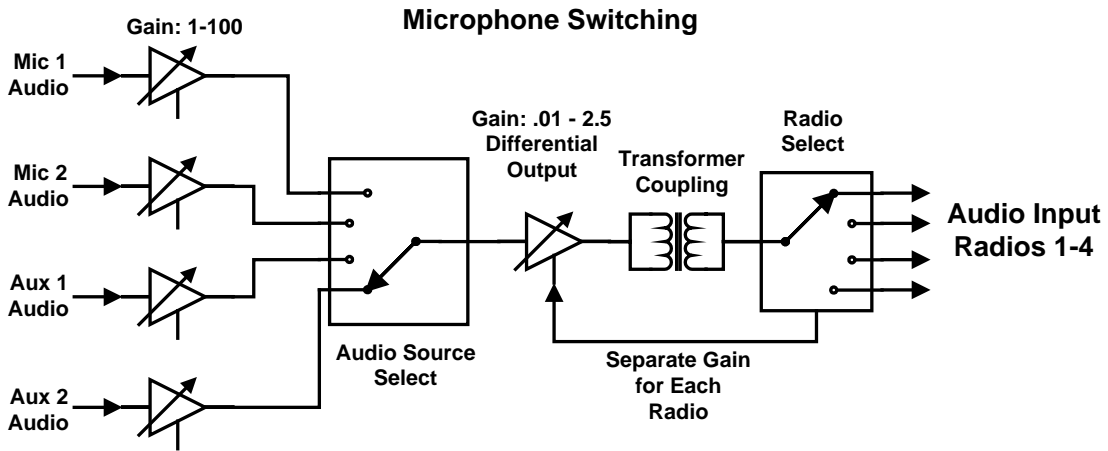 Microphone Switching
Gain: 1-100
Mic 1
Audio
Mic 2
Audio
Aux 1
Audio
Aux 2
Audio
Audio Source
Select
Gain: .01 - 2.5
Differential
Output
Transformer
Coupling
Radio
Select
Separate Gain
for Each
Radio
Audio Input
Radios 1-4